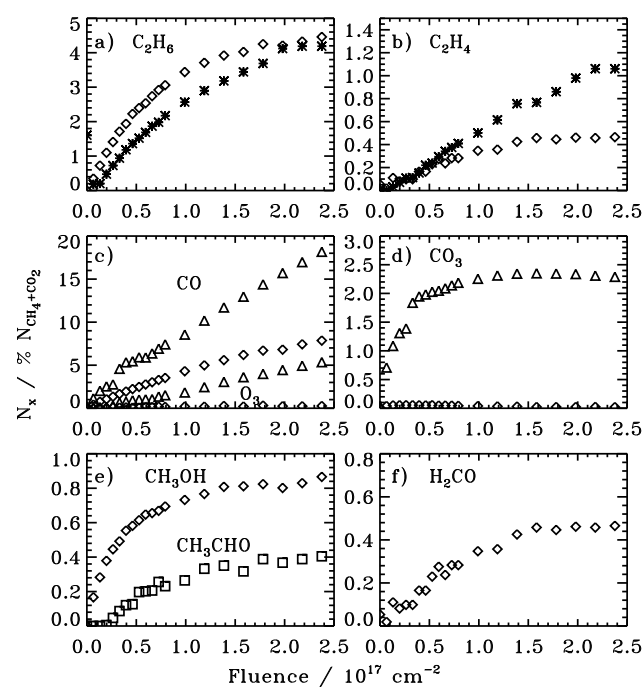 a) C₂H₆
b) C₂H₄
5
4
3
2
1
0
1.4
1.2
1.0
0.8
0.6
0.4
0.2
0.0
0.0 0.5 1.0 1.5 2.0 2.5
0.0 0.5 1.0 1.5 2.0 2.5
c) CO
d) CO₃
20
15
10
5
0
O₃
3.0
2.5
2.0
1.5
1.0
0.5
0.0
0.0 0.5 1.0 1.5 2.0 2.5
0.0 0.5 1.0 1.5 2.0 2.5
Nₓ / % N_CH₄+CO₂
e) CH₃OH
f) H₂CO
CH₃CHO
1.0
0.8
0.6
0.4
0.2
0.0
0.8
0.6
0.4
0.2
0.0
0.0 0.5 1.0 1.5 2.0 2.5
0.0 0.5 1.0 1.5 2.0 2.5
Fluence / 10¹⁷ cm⁻²